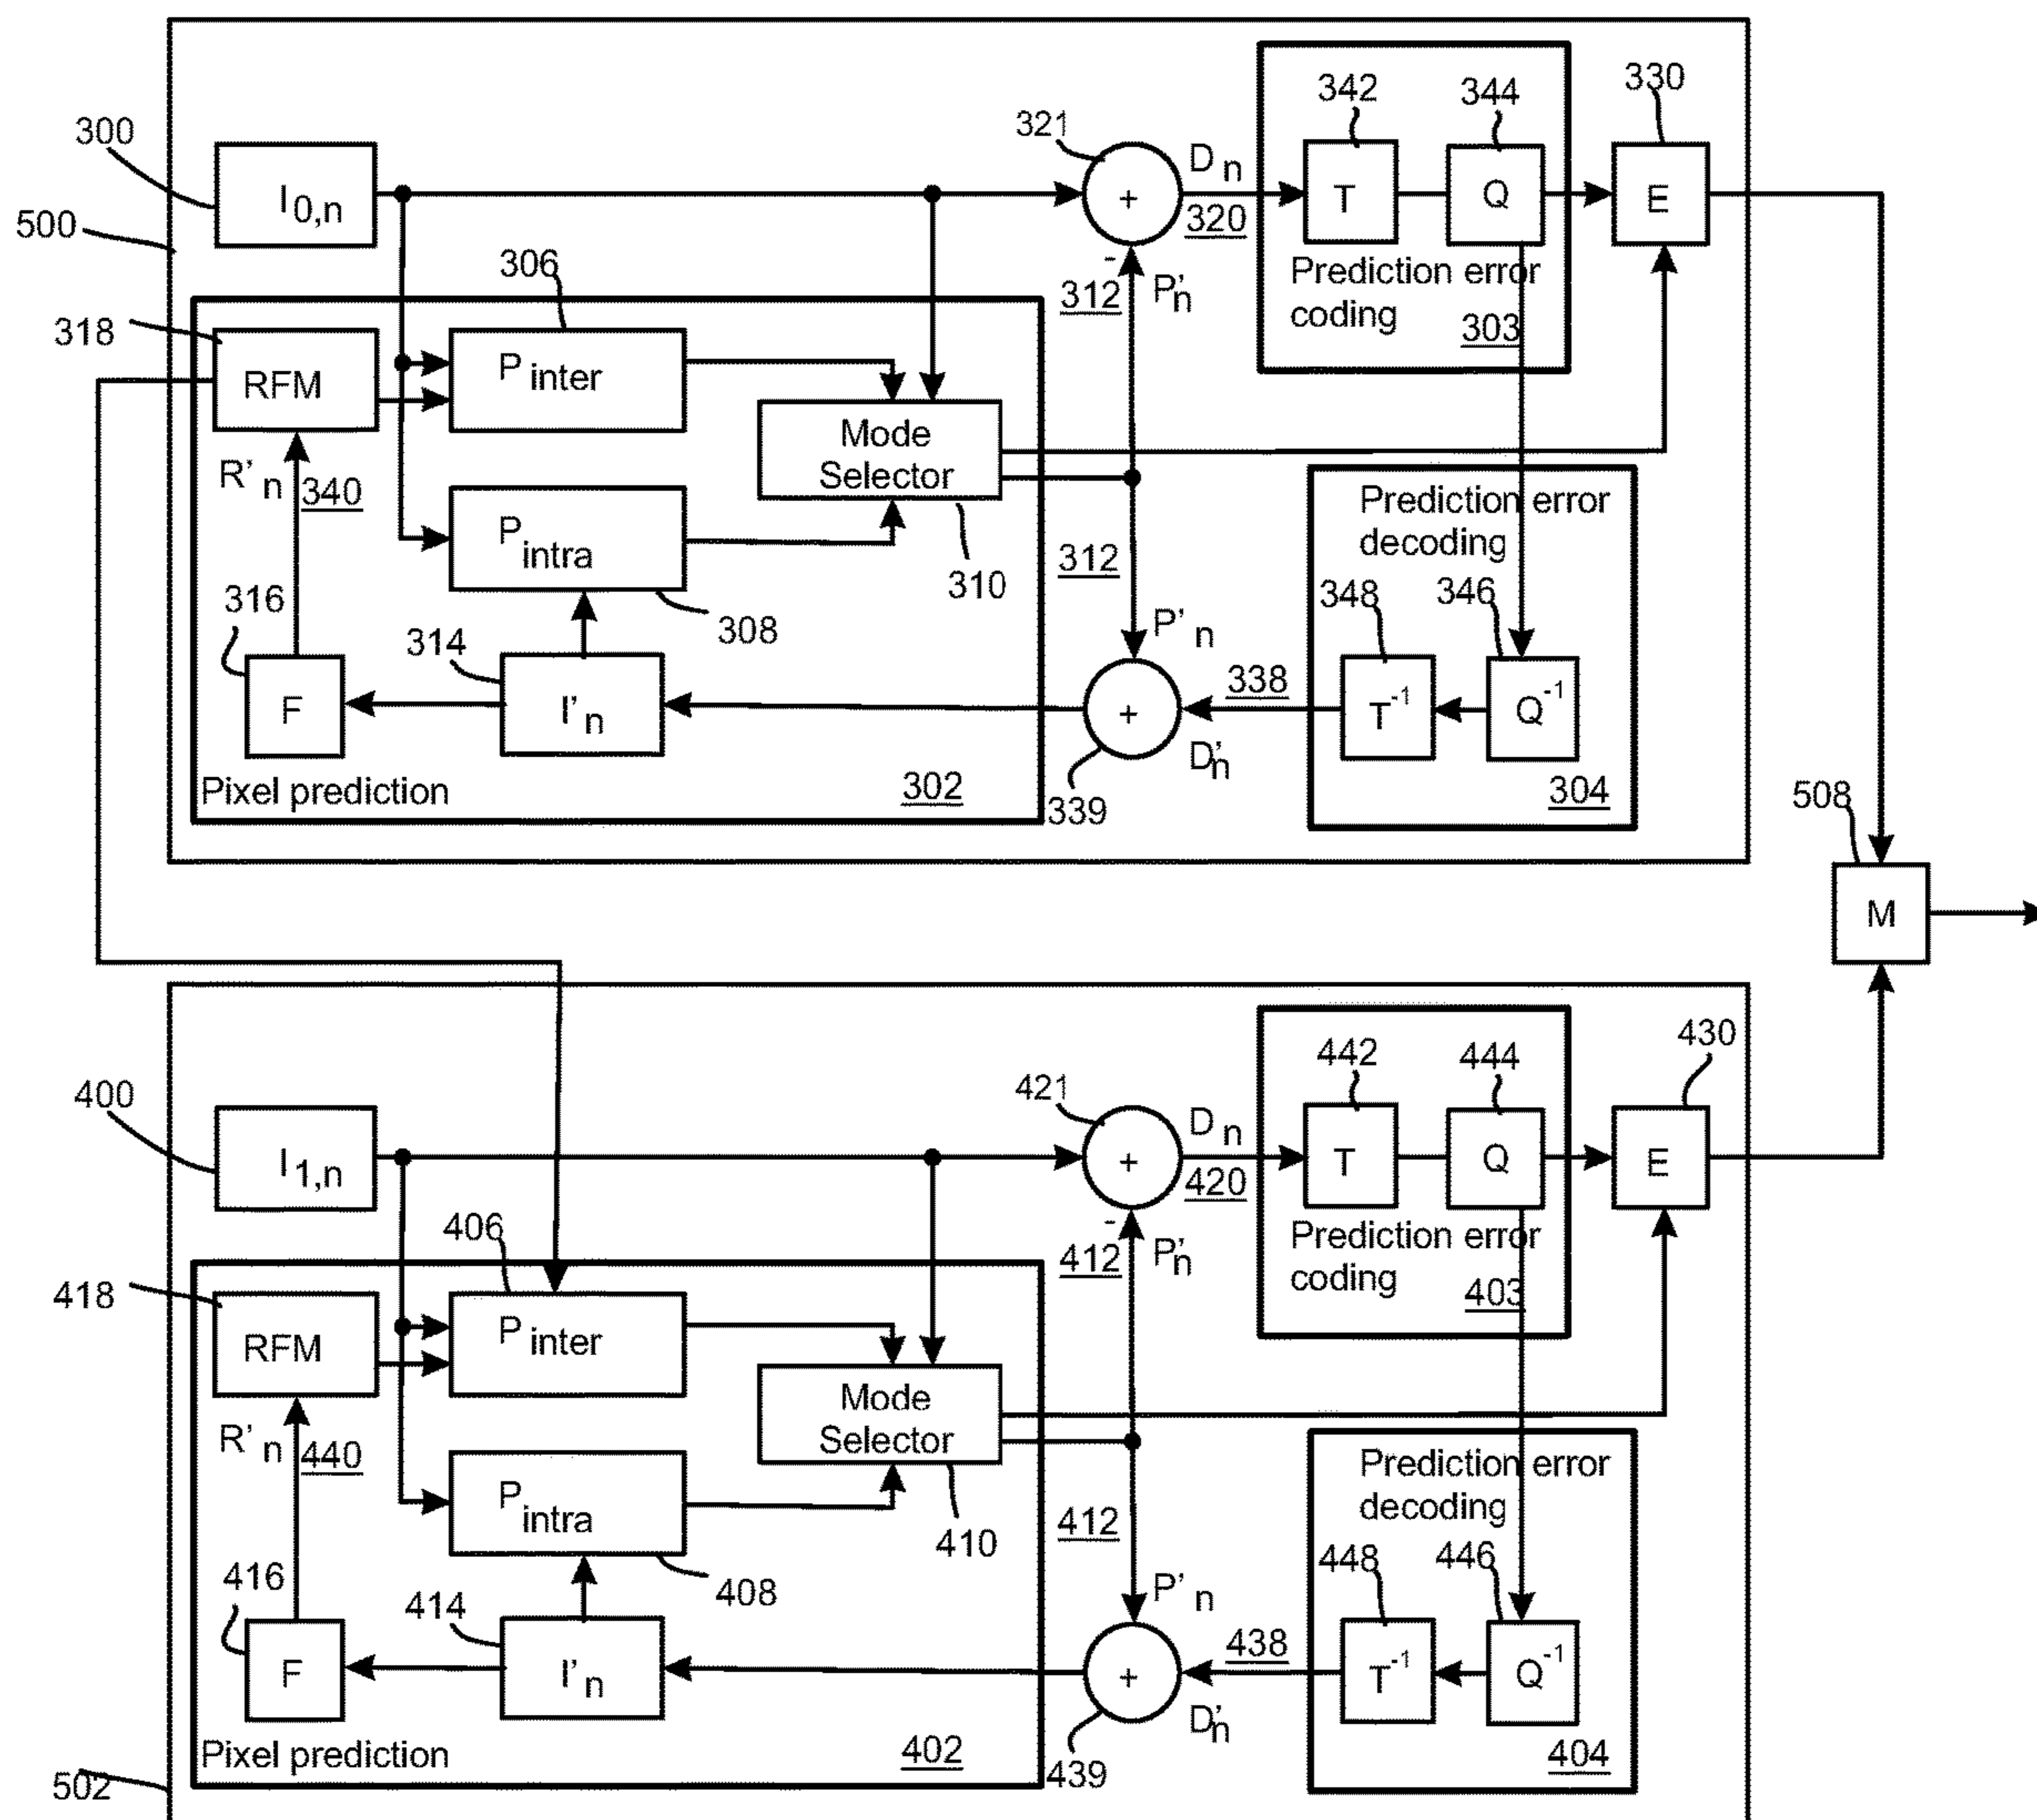 330
342
344
321
300
D n
I 0,n
+
T
Q
E
500
320
306
-
Prediction error
coding
312
P'n
303
318
P inter
RFM
Mode
Selector
R' n
340
Prediction error
decoding
P intra
312
310
316
348
346
308
P' n
314
338
F
I' n
+
T -1
Q -1
D'n
Pixel prediction
302
339
304
508
M
430
442
444
421
400
D n
I 1,n
+
T
Q
E
420
406
-
Prediction error
coding
412
P'n
403
418
P inter
RFM
Mode
Selector
R' n
440
Prediction error
decoding
P intra
412
410
416
448
446
408
P' n
414
438
F
I' n
+
T -1
Q -1
D'n
Pixel prediction
402
439
404
502